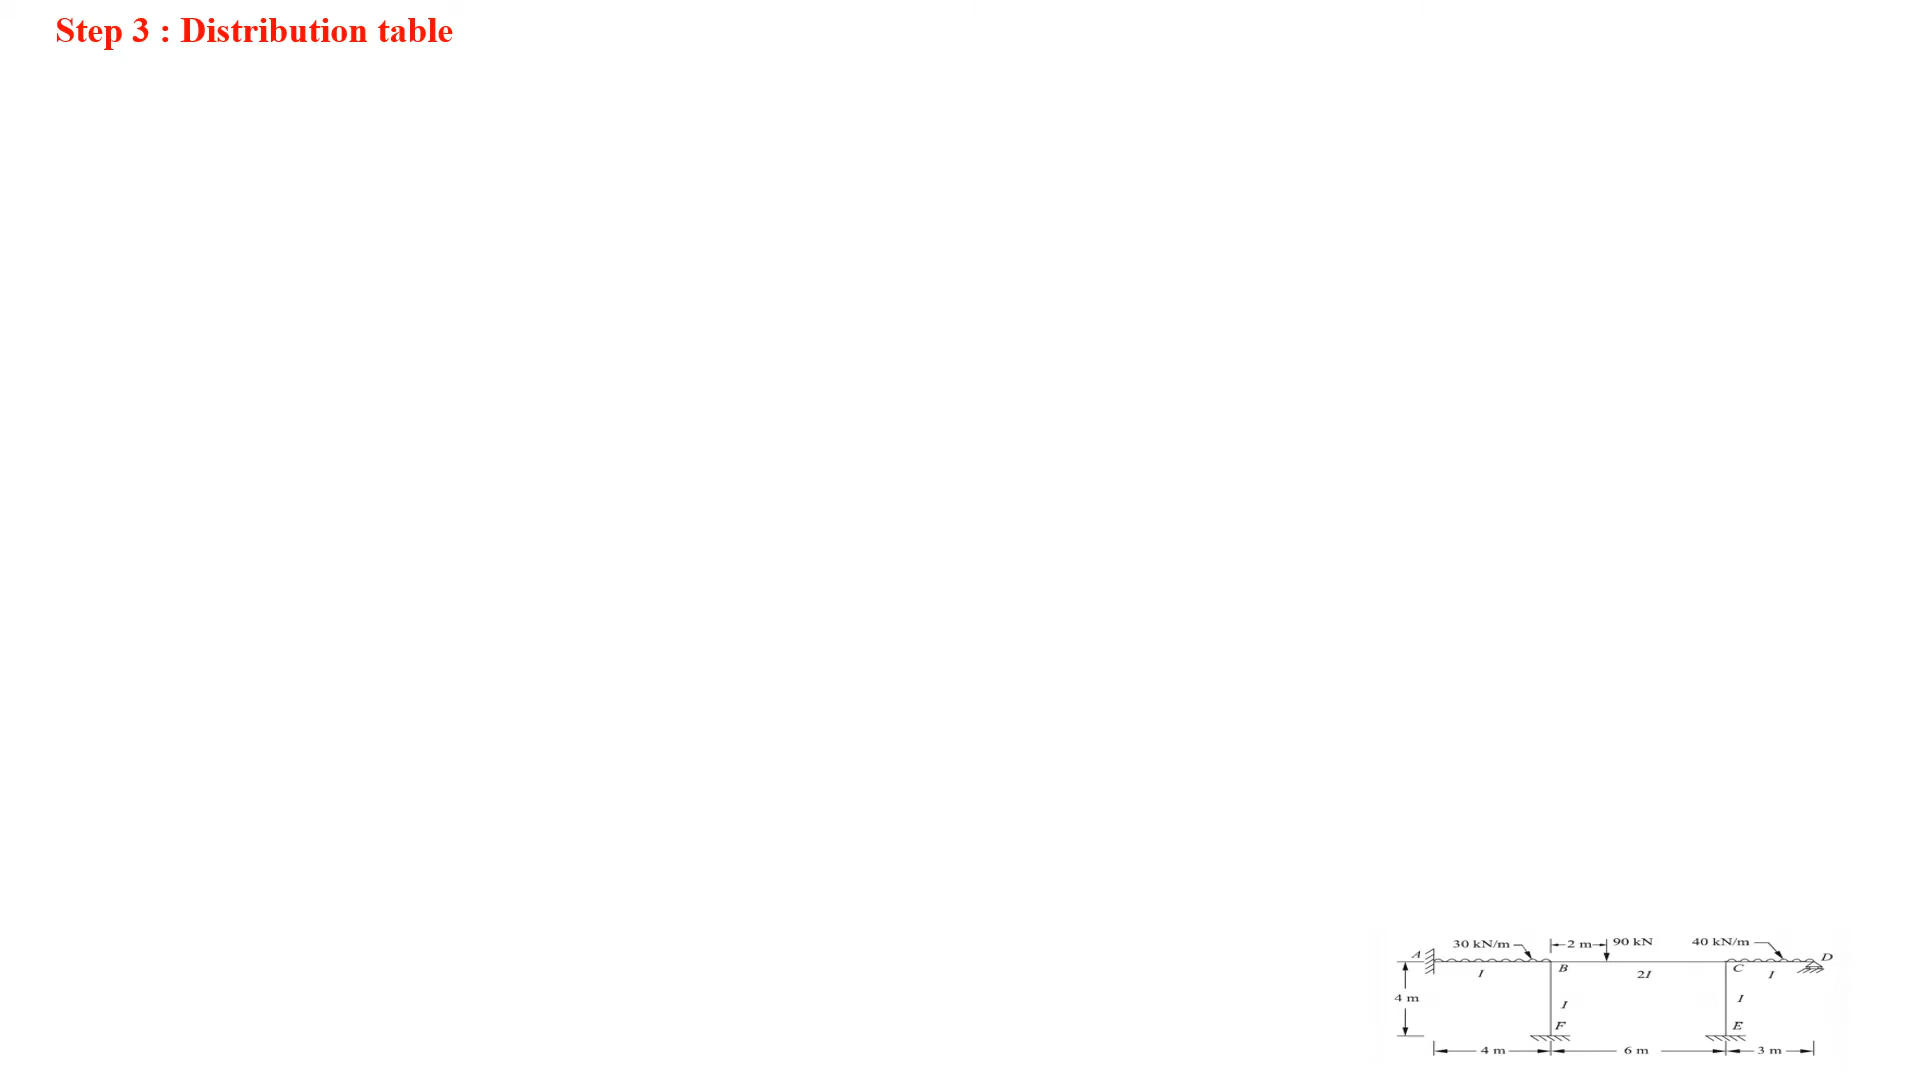 Step 3 : Distribution table
30 kN/m
2 m
90 kN
40 kN/m
A
B
C
D
I
2I
I
4 m
I
I
F
E
4 m
6 m
3 m